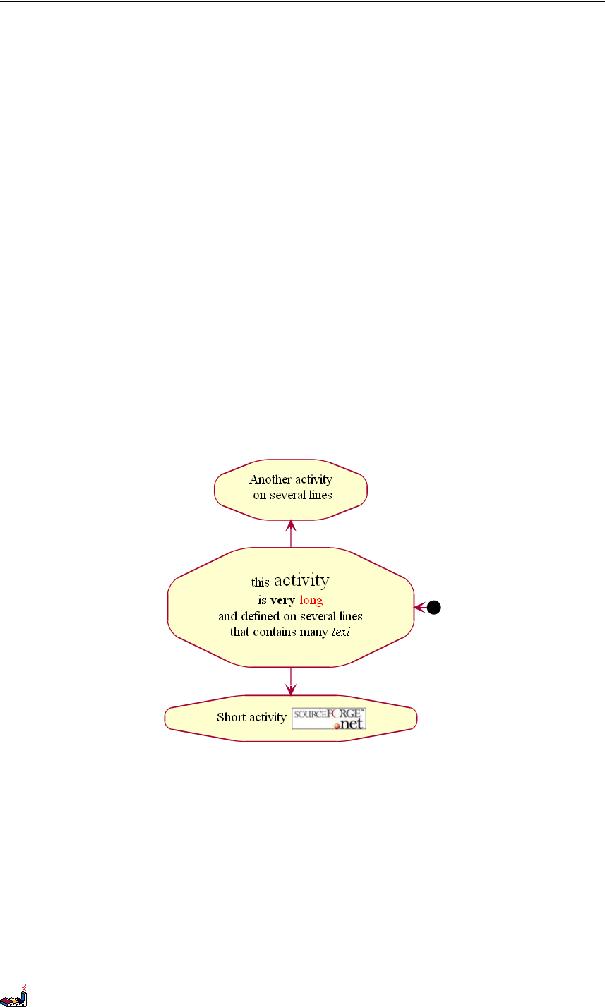 Another activity
on several lines
this activity
is very long
and defined on several lines
that contains many text
Short activity SOURCEFORGE
.net